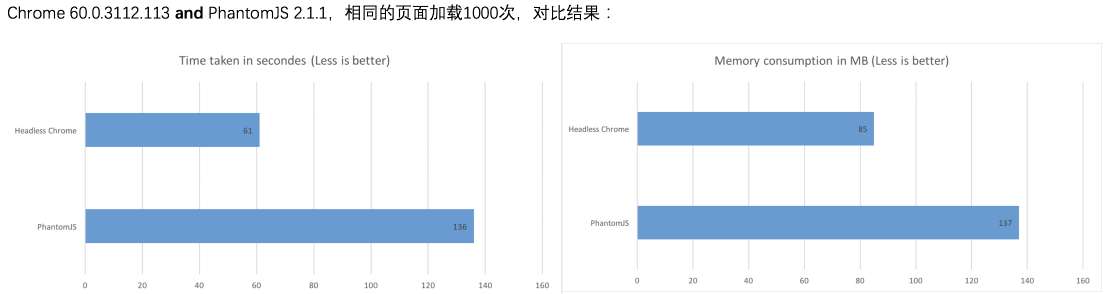 Chrome 60.0.3112.113 and PhantomJS 2.1.1，相同的页面加载1000次，对比结果：
Time taken in secondes (Less is better)
Headless Chrome
61
PhantomJS
136
0 20 40 60 80 100 120 140 160
Memory consumption in MB (Less is better)
Headless Chrome
85
PhantomJS
137
0 20 40 60 80 100 120 140 160